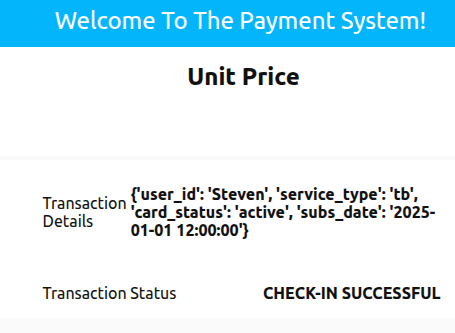 Welcome To The Payment System!
Unit Price
Transaction Details
{'user_id': 'Steven', 'service_type': 'tb',
'card_status': 'active', 'subs_date': '2025-
01-01 12:00:00'}
Transaction Status
CHECK-IN SUCCESSFUL